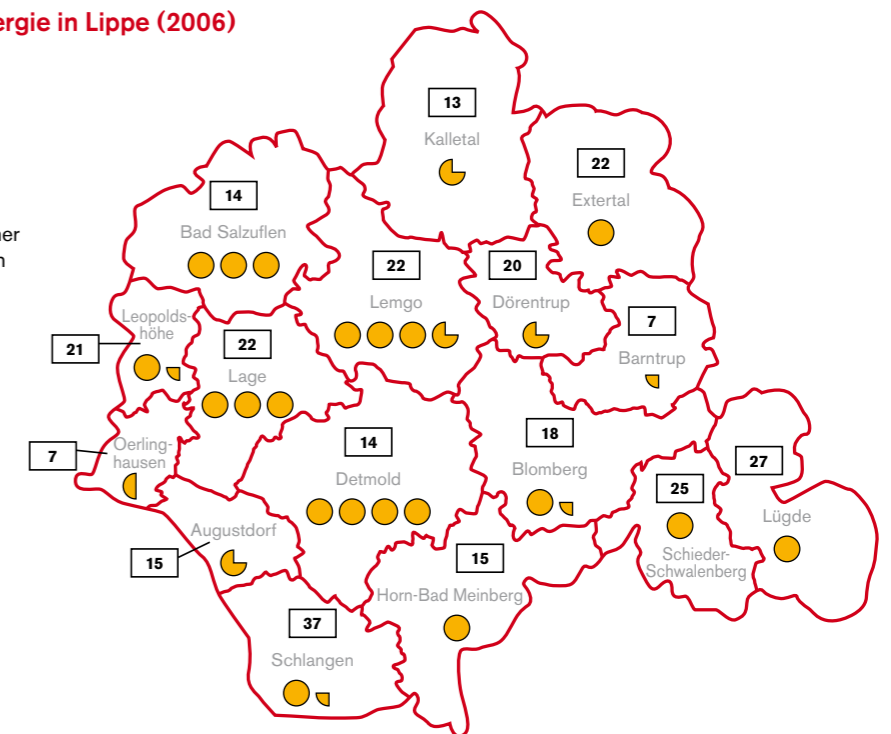 ergie in Lippe (2006)
13
Kalletal
22
Extertal
14
Bad Salzuflen
ner
n
22
Lemgo
20
Dörentrup
7
Barntrup
21
Leopolds-
höhe
22
Lage
7
Oerling-
hausen
14
Detmold
18
Blomberg
27
Lügde
25
Schieder-
Schwalenberg
15
Augustdorf
15
Horn-Bad Meinberg
37
Schlangen